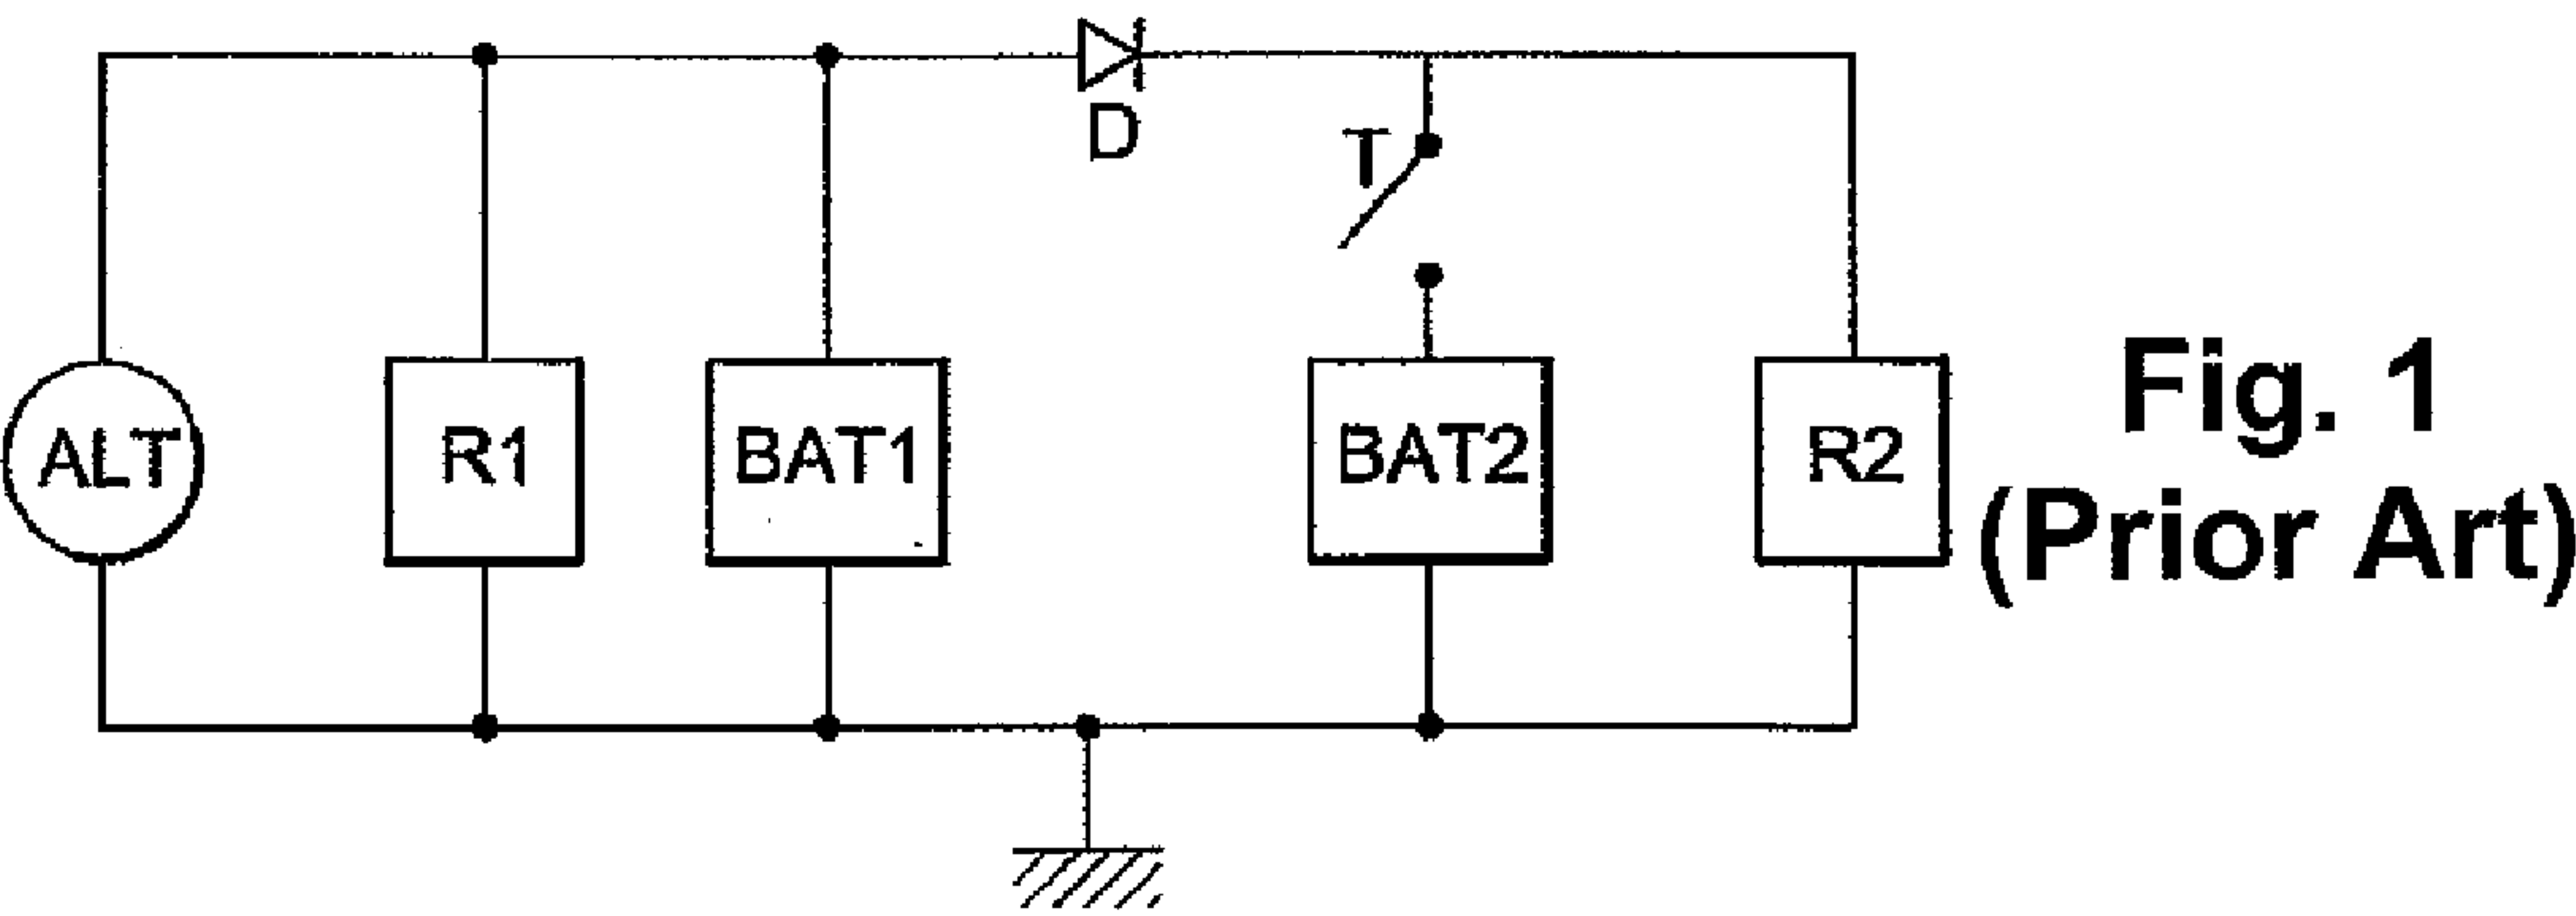 D
T
ALT
R1
BAT1
BAT2
R2
Fig. 1
(Prior Art)